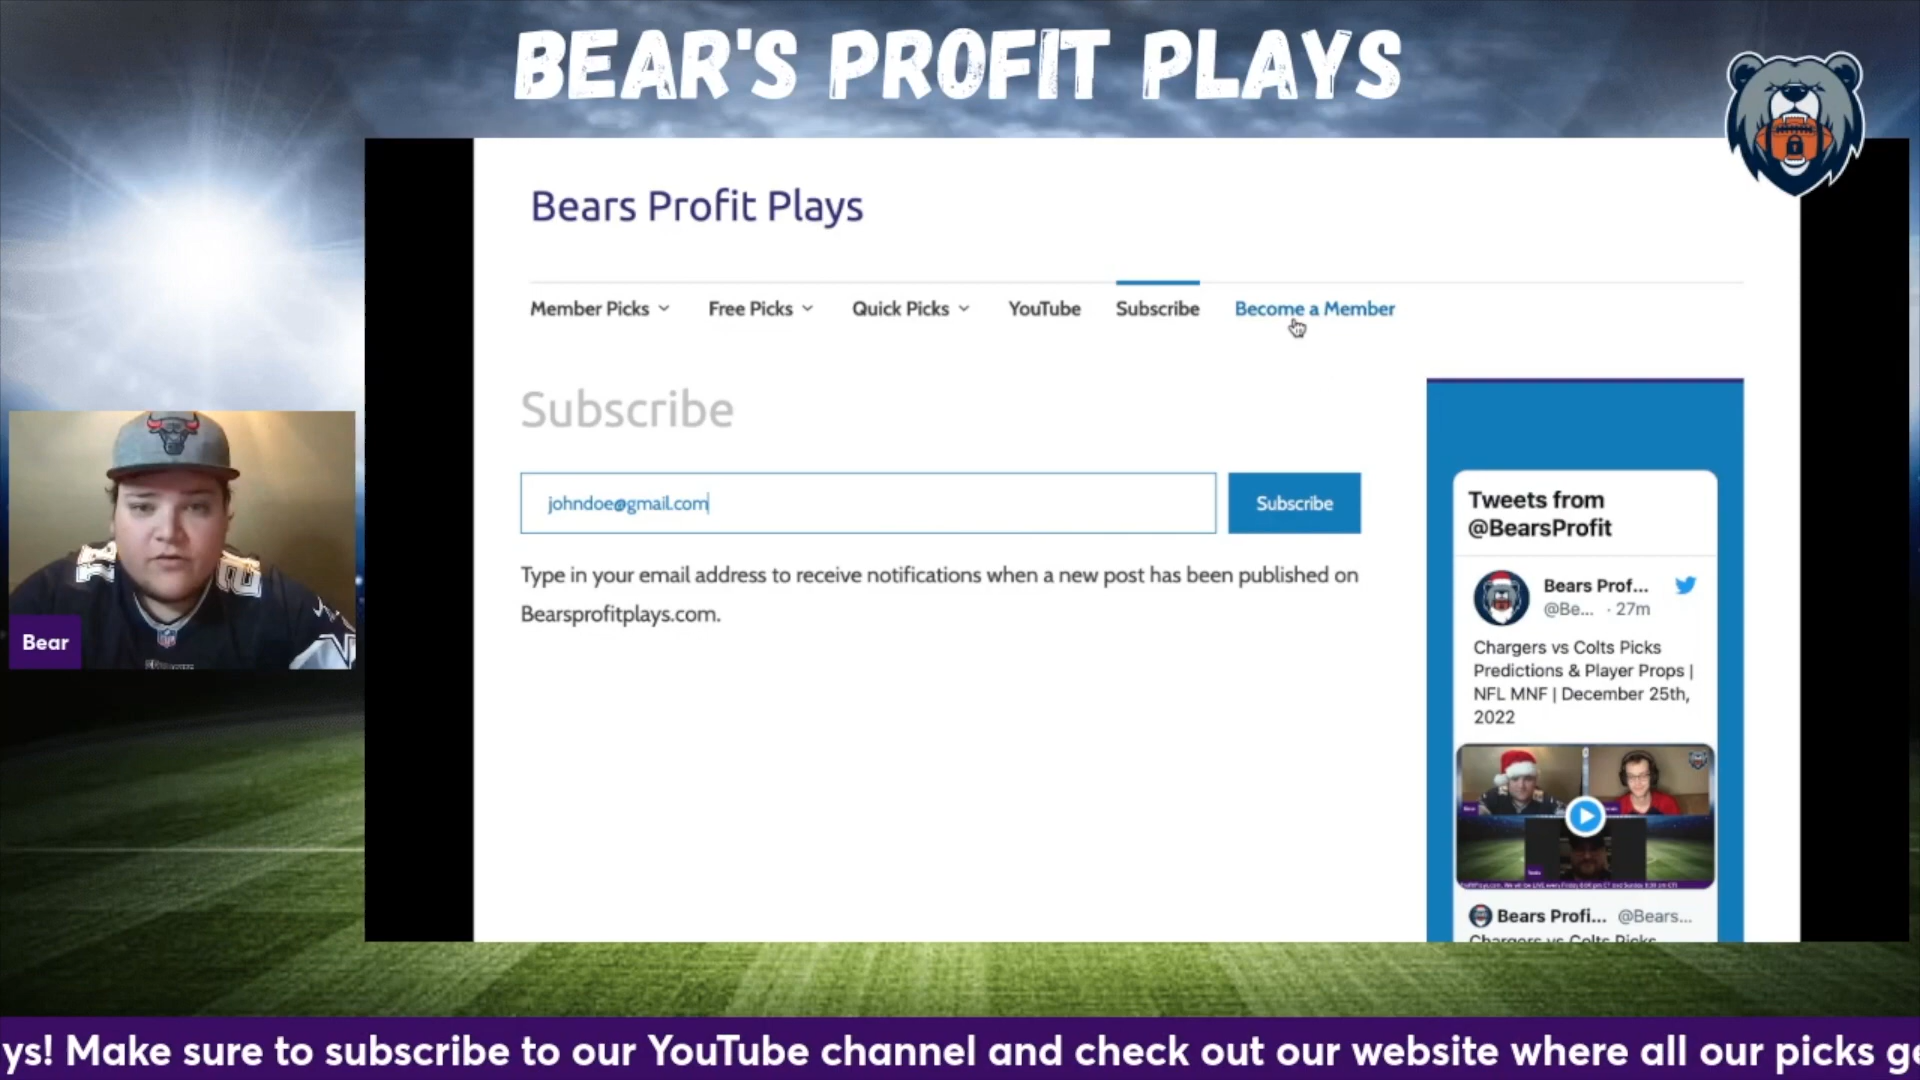 BEAR'S PROFIT PLAYS
Bears Profit Plays
Member Picks Free Picks Quick Picks YouTube Subscribe Become a Member
Subscribe
johndoe@gmail.com Subscribe
Type in your email address to receive notifications when a new post has been published on
Bearsprofitplays.com.
Tweets from
@BearsProfit
Bears Prof...
@Be... · 27m
Chargers vs Colts Picks
Predictions & Player Props |
NFL MNF | December 25th,
2022
Bears Profi... @Bears...
Chargers vs Colts Picks
Bear
ys! Make sure to subscribe to our YouTube channel and check out our website where all our picks ge